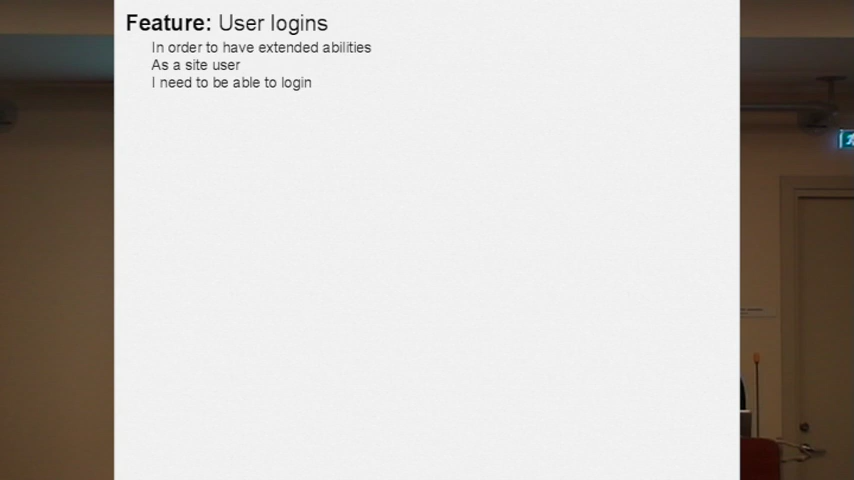 Feature: User logins
In order to have extended abilities
As a site user
I need to be able to login